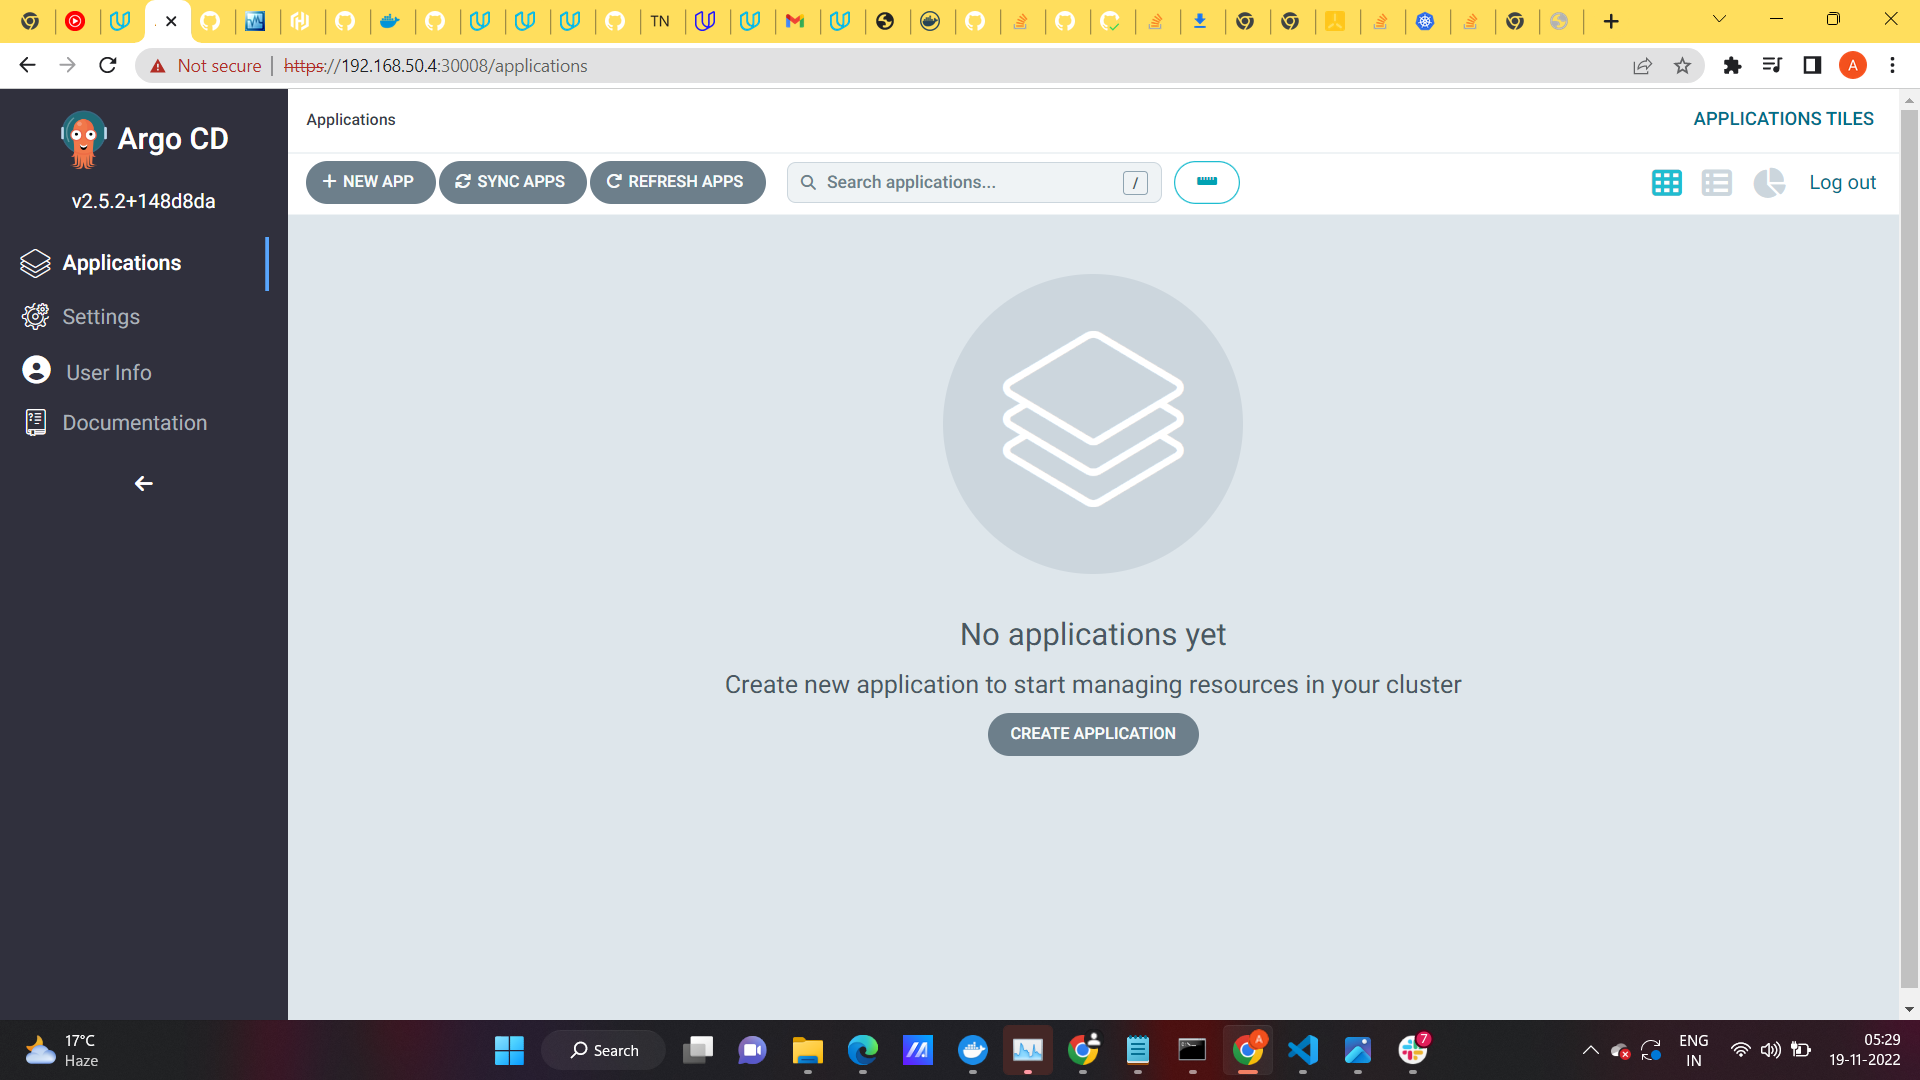 TN
Not secure
https://192.168.50.4:30008/applications
A
Argo CD
v2.5.2+148d8da
Applications
Settings
User Info
Documentation
Applications
APPLICATIONS TILES
NEW APP
SYNC APPS
REFRESH APPS
Search applications...
/
Log out
No applications yet
Create new application to start managing resources in your cluster
CREATE APPLICATION
17°C
Haze
Search
A
7
ENG
IN
05:29
19-11-2022